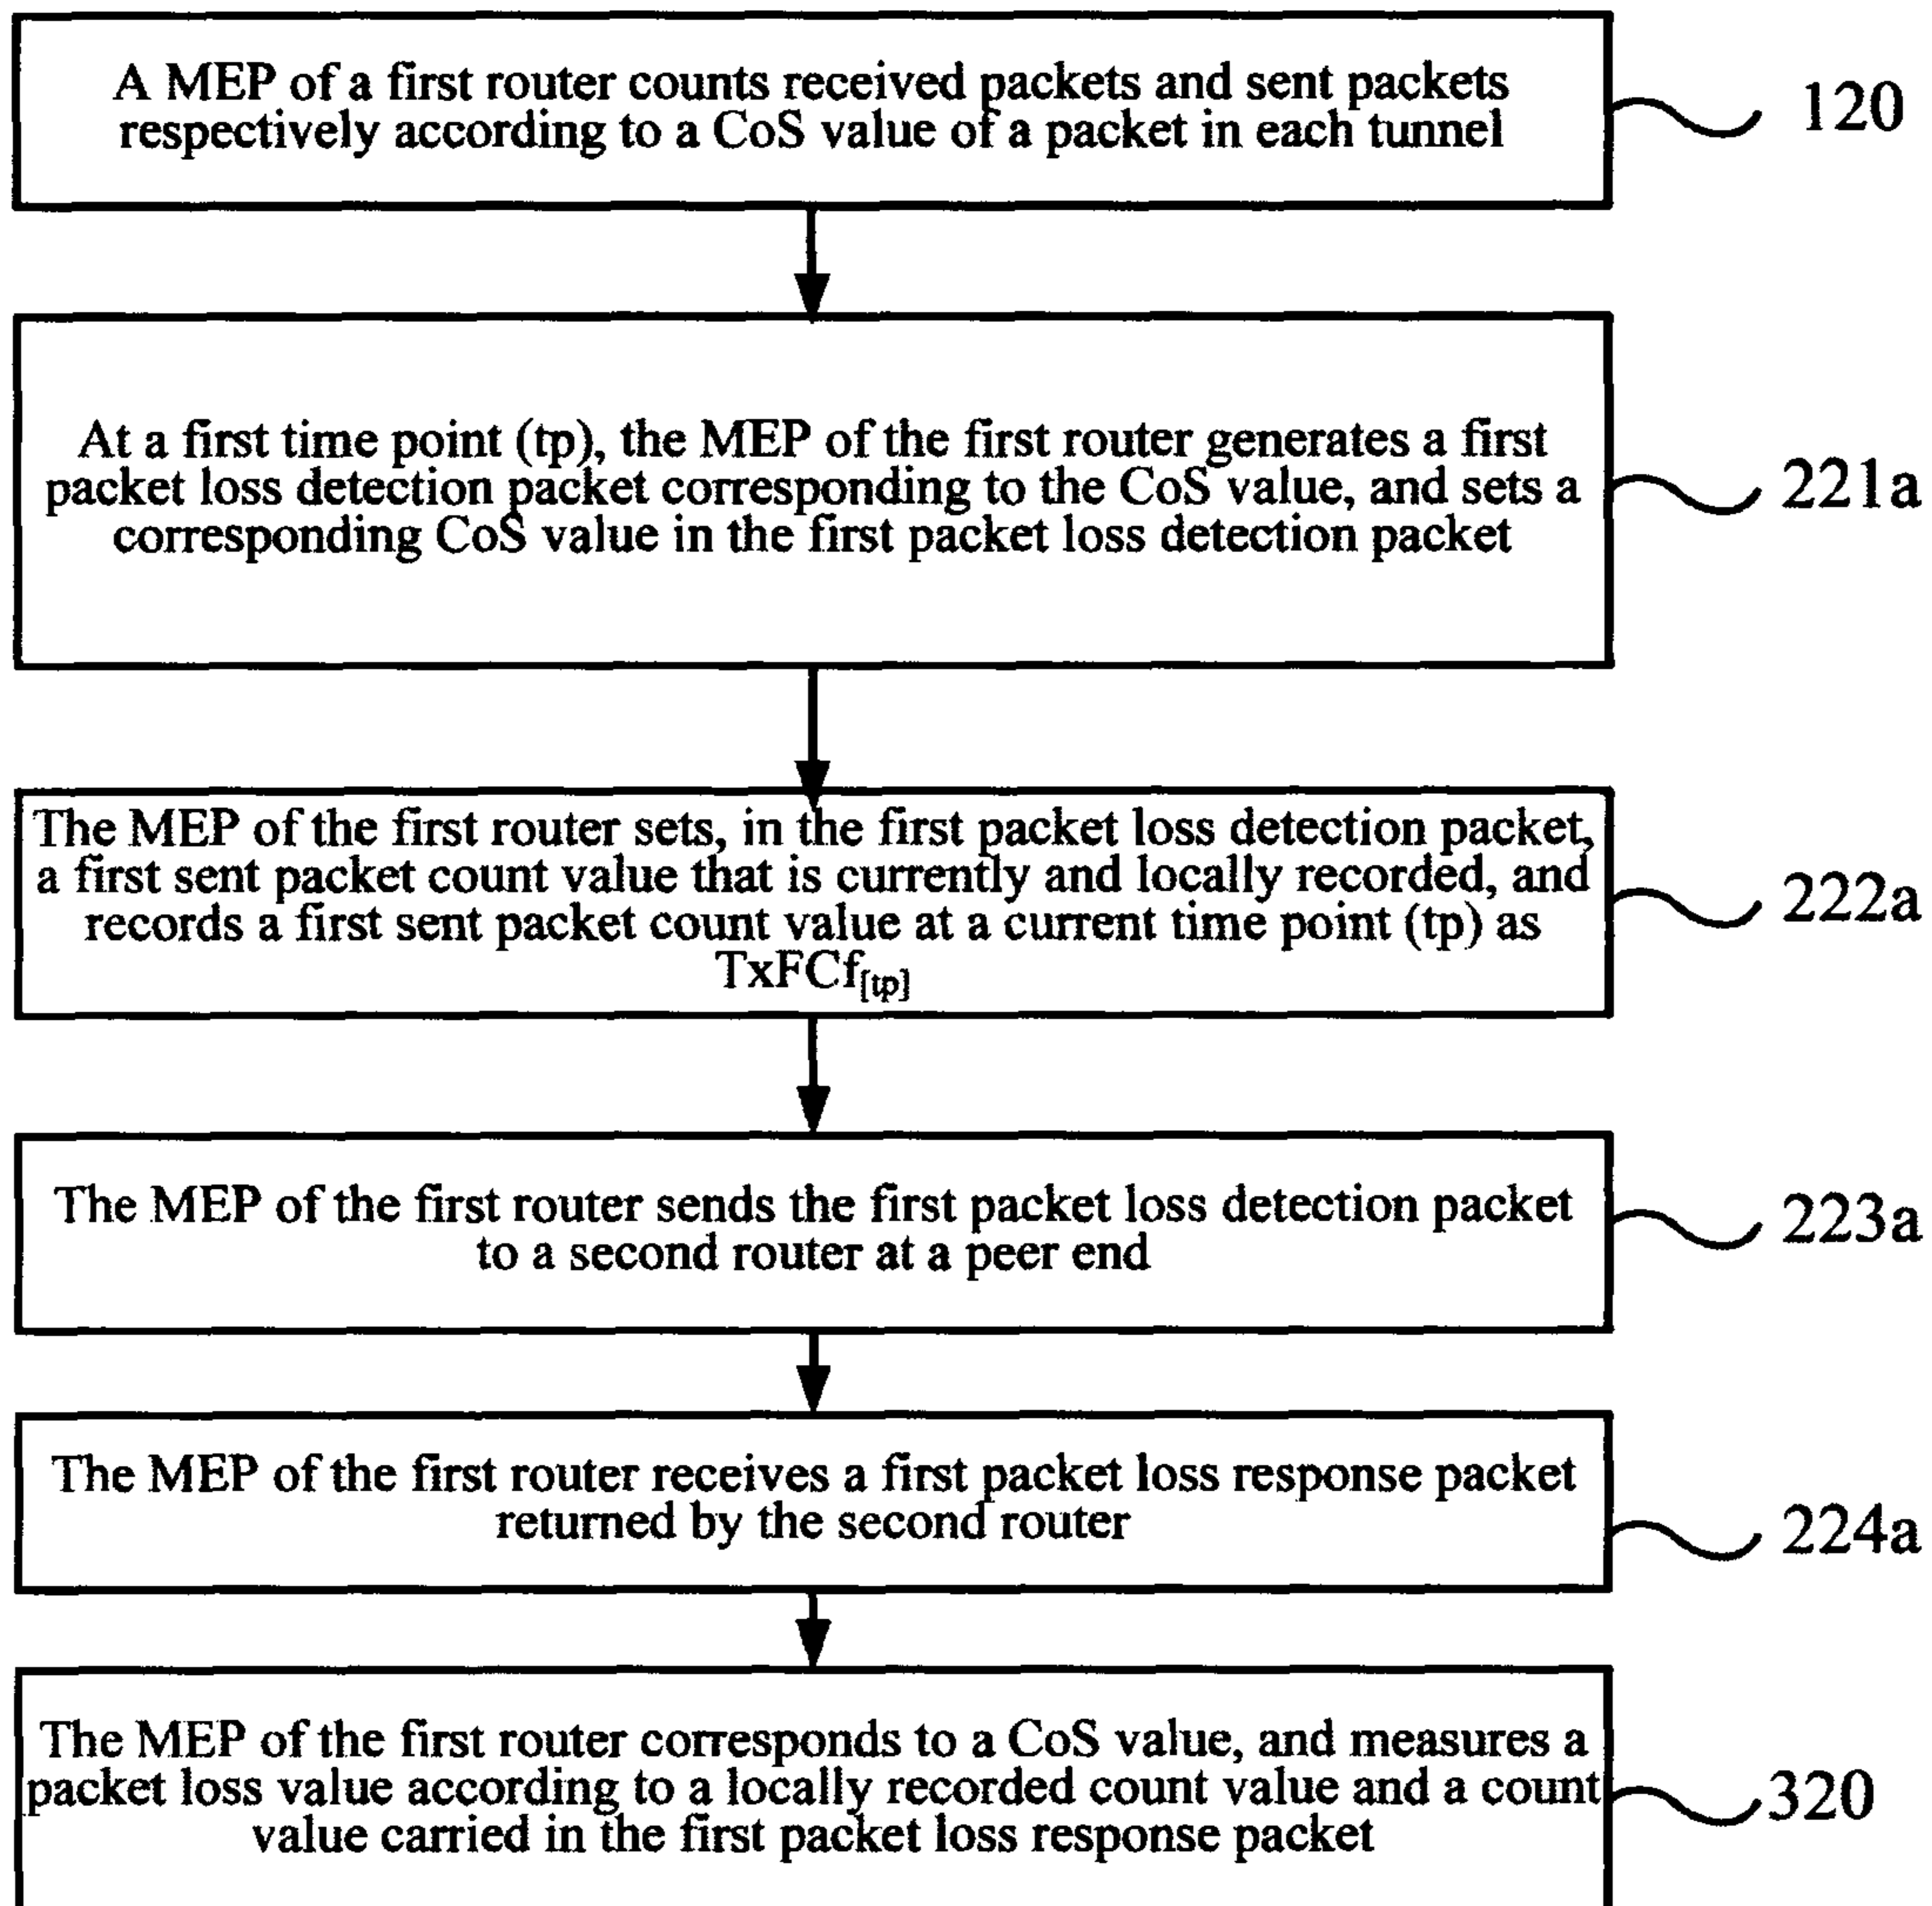 A MEP of a first router counts received packets and sent packets
respectively according to a CoS value of a packet in each tunnel
120
At a first time point (tp), the MEP of the first router generates a first
packet loss detection packet corresponding to the CoS value, and sets a
corresponding CoS value in the first packet loss detection packet
221a
The MEP of the first router sets, in the first packet loss detection packet,
a first sent packet count value that is currently and locally recorded, and
records a first sent packet count value at a current time point (tp) as
TxFCf[tp]
222a
The MEP of the first router sends the first packet loss detection packet
to a second router at a peer end
223a
The MEP of the first router receives a first packet loss response packet
returned by the second router
224a
The MEP of the first router corresponds to a CoS value, and measures a
packet loss value according to a locally recorded count value and a count
value carried in the first packet loss response packet
320